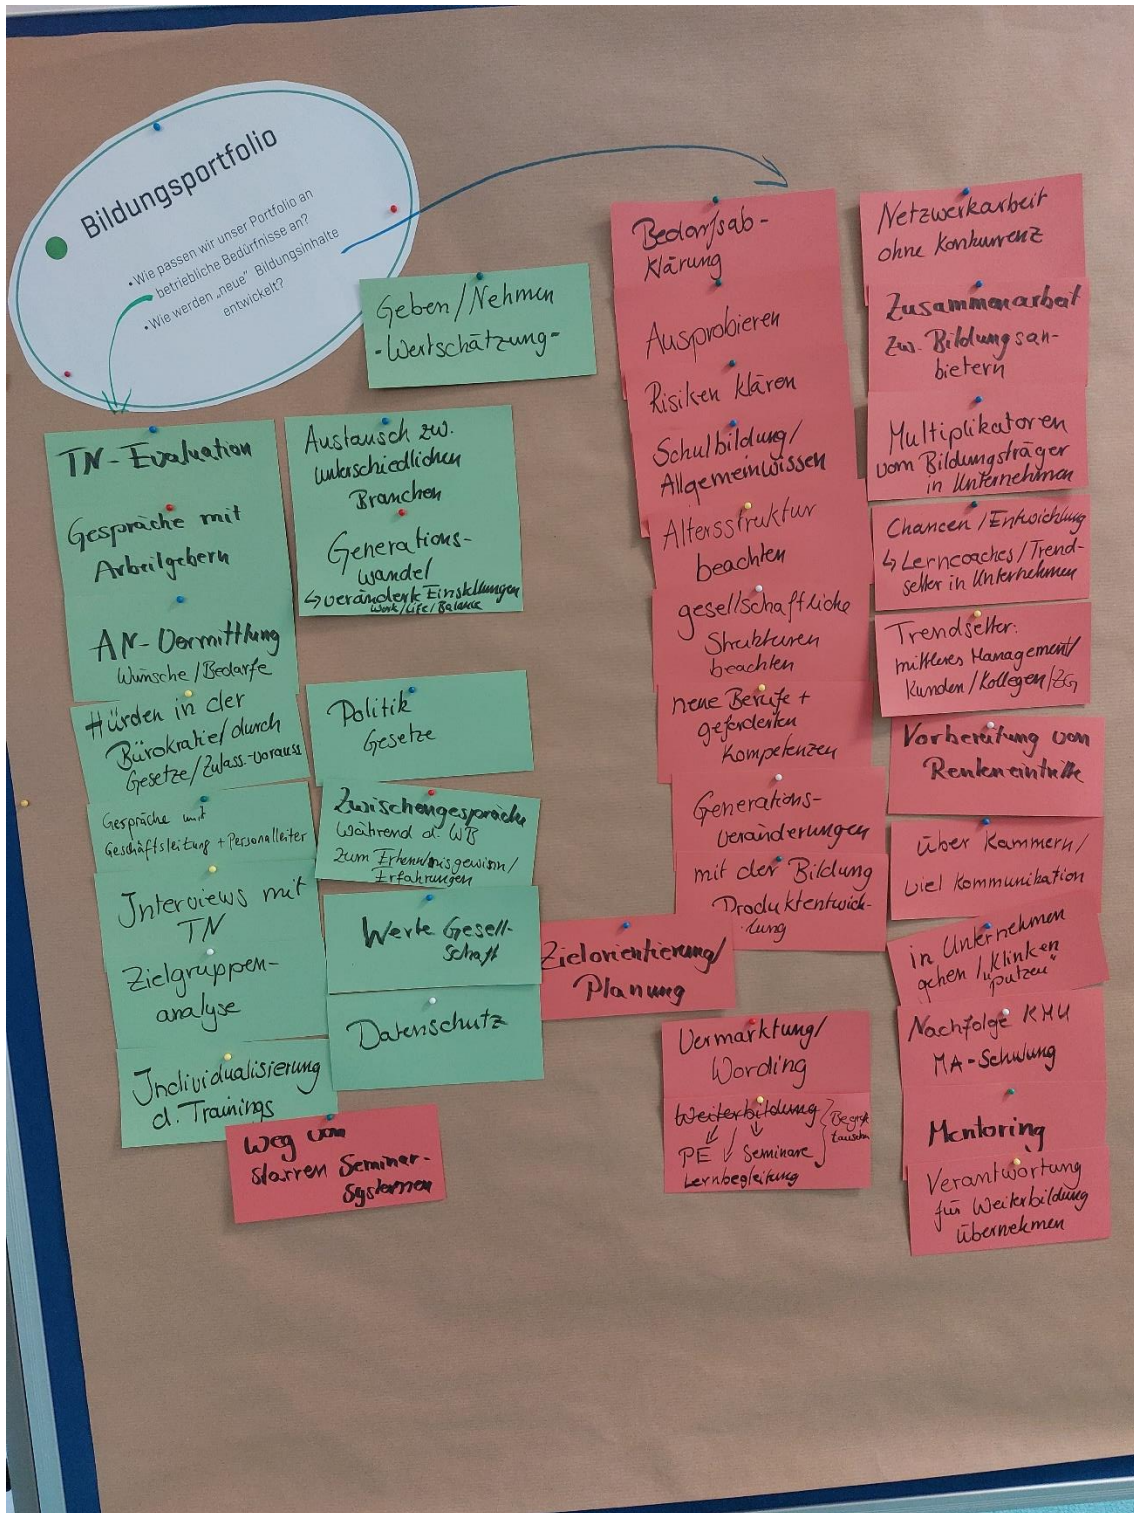 Bildungsportfolio
• Wie passen wir unser Portfolio an
betriebliche Bedürfnisse an?
• Wie werden „neue" Bildungsinhalte
entwickelt?
Geben/Nehmen
- Wertschätzung -
TN-Evaluation
Gespräche mit
Arbeitgebern
AN-Vermittlung
Wünsche/Bedarfe
Hürden in der
Bürokratie/durch
Gesetze/Zulass.-vorauss
Gespräche mit
Geschäftsleitung + Personalleiter
Interviews mit
TN
Zielgruppen-
analyse
Individualisierung
d. Trainings
Weg von
starren Seminar-
systemen
Austausch zw.
unterschiedlichen
Branchen
Generations-
wandel
↳ veränderte Einstellungen
Work/Life/Balance
Politik
Gesetze
Zwischengespräche
während d. WB
zum Erkenntnisgewinn/
Erfahrungen
Werte Gesell-
schaft
Datenschutz
Zielorientierung/
Planung
Bedarfsab-
klärung
Ausprobieren
Risiken klären
Schulbildung/
Allgemeinwissen
Altersstruktur
beachten
gesellschaftliche
Strukturen
beachten
neue Berufe +
geforderten
Kompetenzen
Generations-
veränderungen
mit der Bildung
Produktentwick-
lung
Vermarktung/
Wording
Weiterbildung
PE / Seminare
Lernbegleitung
Begriff
tauschen
Netzwerkarbeit
ohne Konkurrenz
Zusammenarbeit
zw. Bildungsan-
bietern
Multiplikatoren
vom Bildungsträger
in Unternehmen
Chancen/Entwicklung
↳ Lerncoaches/Trend-
setter in Unternehmen
Trendsetter:
mittleres Management/
Kunden/Kollegen/ZG
Vorbereitung von
Renteneintritte
über Kammern/
viel Kommunikation
in Unternehmen
gehen / „Klinken
putzen"
Nachfolge KMU
MA-Schulung
Mentoring
Verantwortung
für Weiterbildung
übernehmen